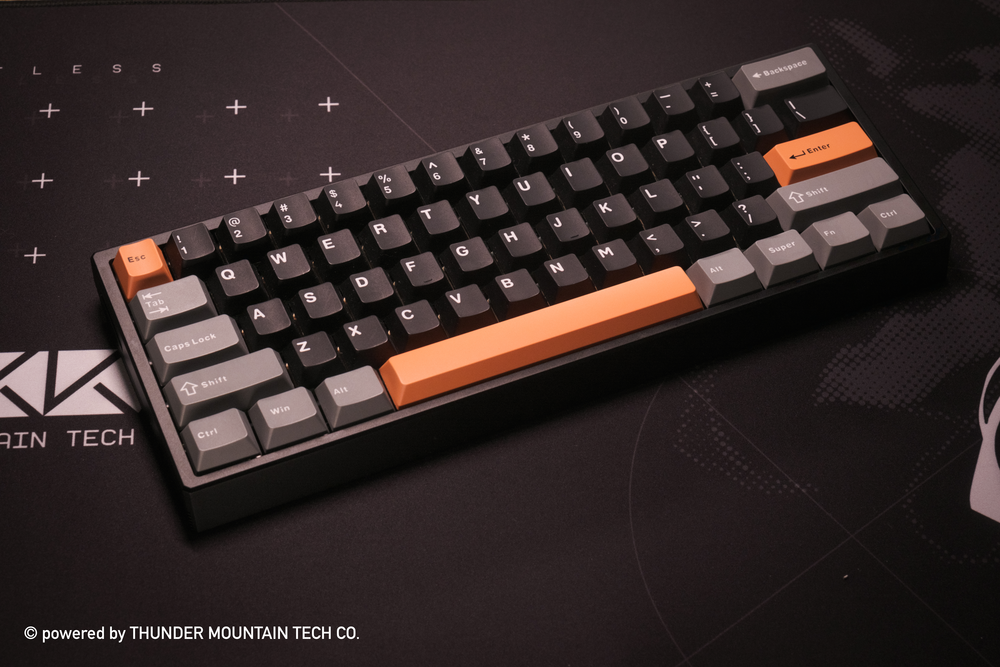 LESS
← Backspace
+ =
_ -
) 0
( 9
* 8
& 7
^ 6
% 5
$ 4
# 3
@ 2
! 1
Esc
Tab
Q W E R T Y U I O P { [ } ] | \
Caps Lock
A S D F G H J K L : ; " '
Enter
Shift
Z X C V B N M < , > . ? /
Shift
Ctrl
Win
Alt
Alt
Super
Fn
Ctrl
AIN TECH
© powered by THUNDER MOUNTAIN TECH CO.